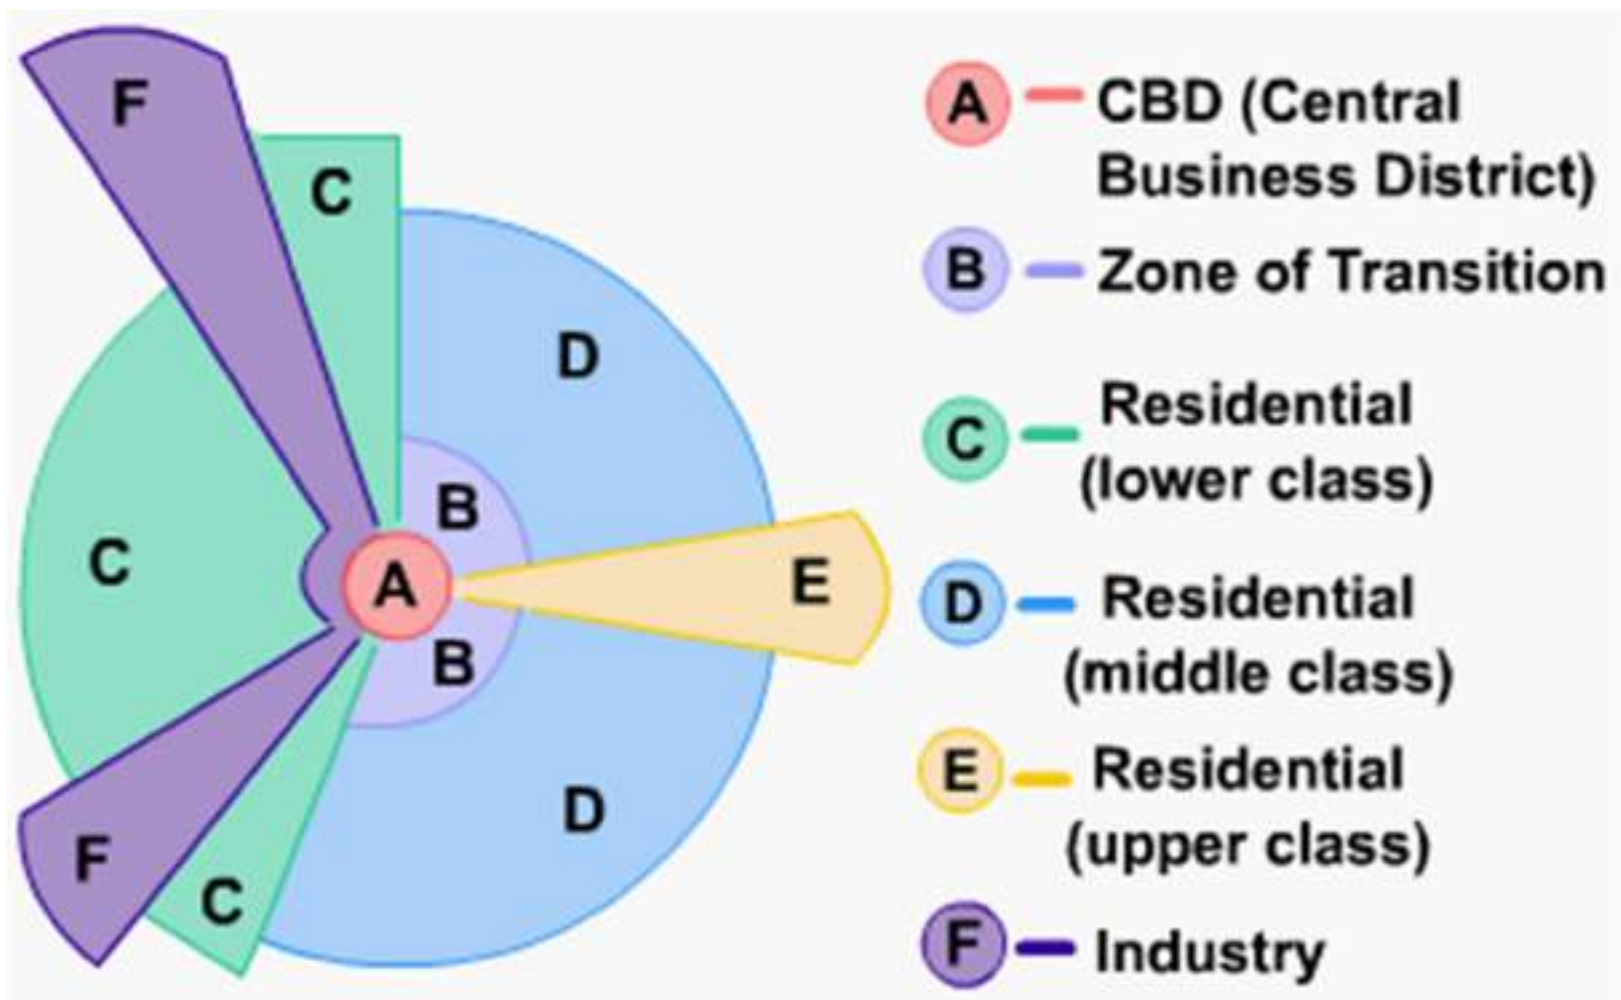 F
C
D
C
B
A
E
B
D
F
C
A CBD (Central
Business District)
B Zone of Transition
C Residential
(lower class)
D Residential
(middle class)
E Residential
(upper class)
F Industry